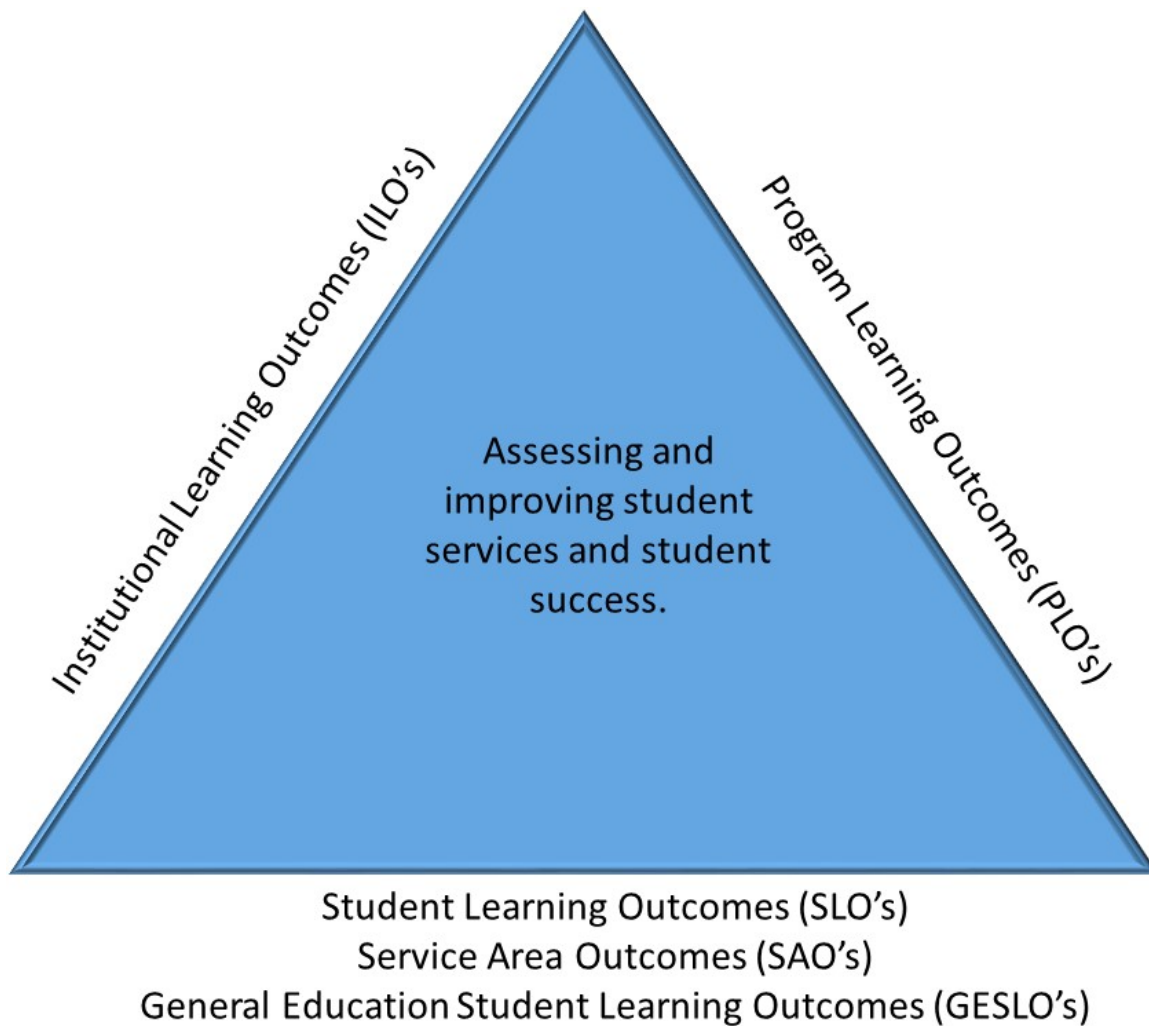 Institutional Learning Outcomes (ILO's)
Program Learning Outcomes (PLO's)
Assessing and
improving student
services and student
success.
Student Learning Outcomes (SLO's)
Service Area Outcomes (SAO's)
General Education Student Learning Outcomes (GESLO's)